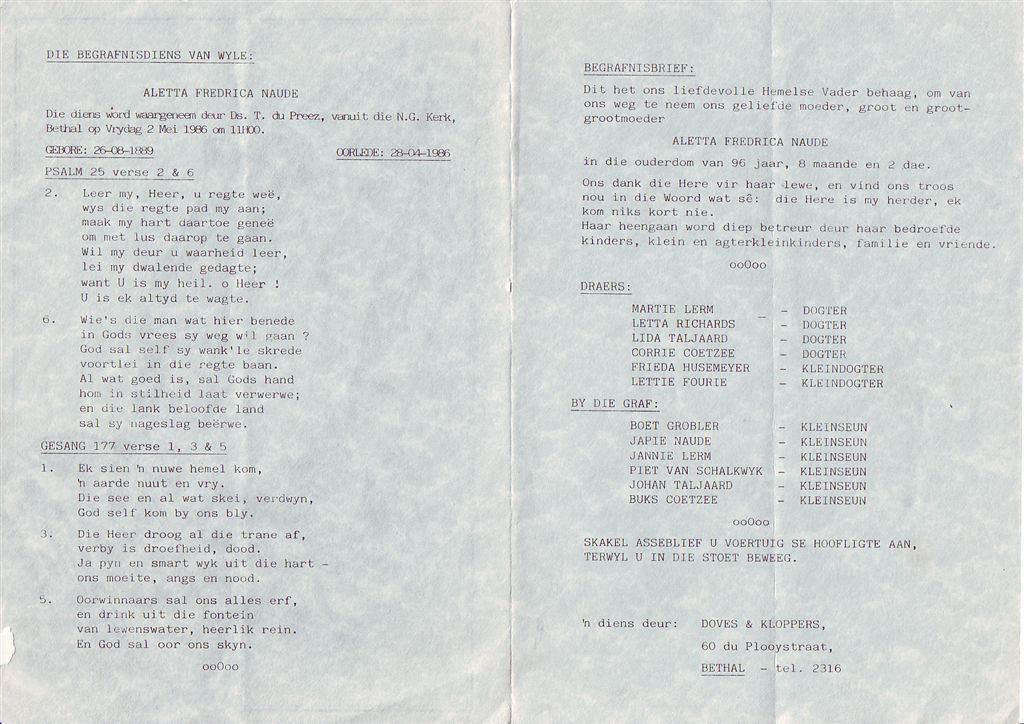 DIE BEGRAFNISDIENS VAN WYLE:
ALETTA FREDRICA NAUDE
Die diens word waargeneem deur Ds. T. du Preez, vanuit die N.G. Kerk,
Bethal op Vrydag 2 Mei 1986 om 11H00.
GEBORE: 26-08-1889 OORLEDE: 28-04-1986
PSALM 25 verse 2 & 6
2. Leer my, Heer, u regte weë,
wys die regte pad my aan;
maak my hart daartoe geneë
om met lus daarop te gaan.
Wil my deur u waarheid leer,
lei my dwalende gedagte;
want U is my heil. o Heer !
U is ek altyd te wagte.
6. Wie's die man wat hier benede
in Gods vrees sy weg wil gaan ?
God sal self sy wank'le skrede
voortlei in die regte baan.
Al wat goed is, sal Gods hand
hom in stilheid laat verwerwe;
en die lank beloofde land
sal sy nageslag beërwe.
GESANG 177 verse 1, 3 & 5
1. Ek sien 'n nuwe hemel kom,
'n aarde nuut en vry.
Die see en al wat skei, verdwyn,
God self kom by ons bly.
3. Die Heer droog al die trane af,
verby is droefheid, dood.
Ja pyn en smart wyk uit die hart -
ons moeite, angs en nood.
5. Oorwinnaars sal ons alles erf,
en drink uit die fontein
van lewenswater, heerlik rein.
En God sal oor ons skyn.
ooOoo
BEGRAFNISBRIEF:
Dit het ons liefdevolle Hemelse Vader behaag, om van
ons weg te neem ons geliefde moeder, groot en groot-
grootmoeder
ALETTA FREDRICA NAUDE
in die ouderdom van 96 jaar, 8 maande en 2 dae.
Ons dank die Here vir haar lewe, en vind ons troos
nou in die Woord wat sê: die Here is my herder, ek
kom niks kort nie.
Haar heengaan word diep betreur deur haar bedroefde
kinders, klein en agterkleinkinders, familie en vriende.
ooOoo
DRAERS:
MARTIE LERM - DOGTER
LETTA RICHARDS - DOGTER
LIDA TALJAARD - DOGTER
CORRIE COETZEE - DOGTER
FRIEDA HUSEMEYER - KLEINDOGTER
LETTIE FOURIE - KLEINDOGTER
BY DIE GRAF:
BOET GROBLER - KLEINSEUN
JAPIE NAUDE - KLEINSEUN
JANNIE LERM - KLEINSEUN
PIET VAN SCHALKWYK - KLEINSEUN
JOHAN TALJAARD - KLEINSEUN
BUKS COETZEE - KLEINSEUN
ooOoo
SKAKEL ASSEBLIEF U VOERTUIG SE HOOFLIGTE AAN,
TERWYL U IN DIE STOET BEWEEG.
'n diens deur: DOVES & KLOPPERS,
60 du Plooystraat,
BETHAL - tel. 2316